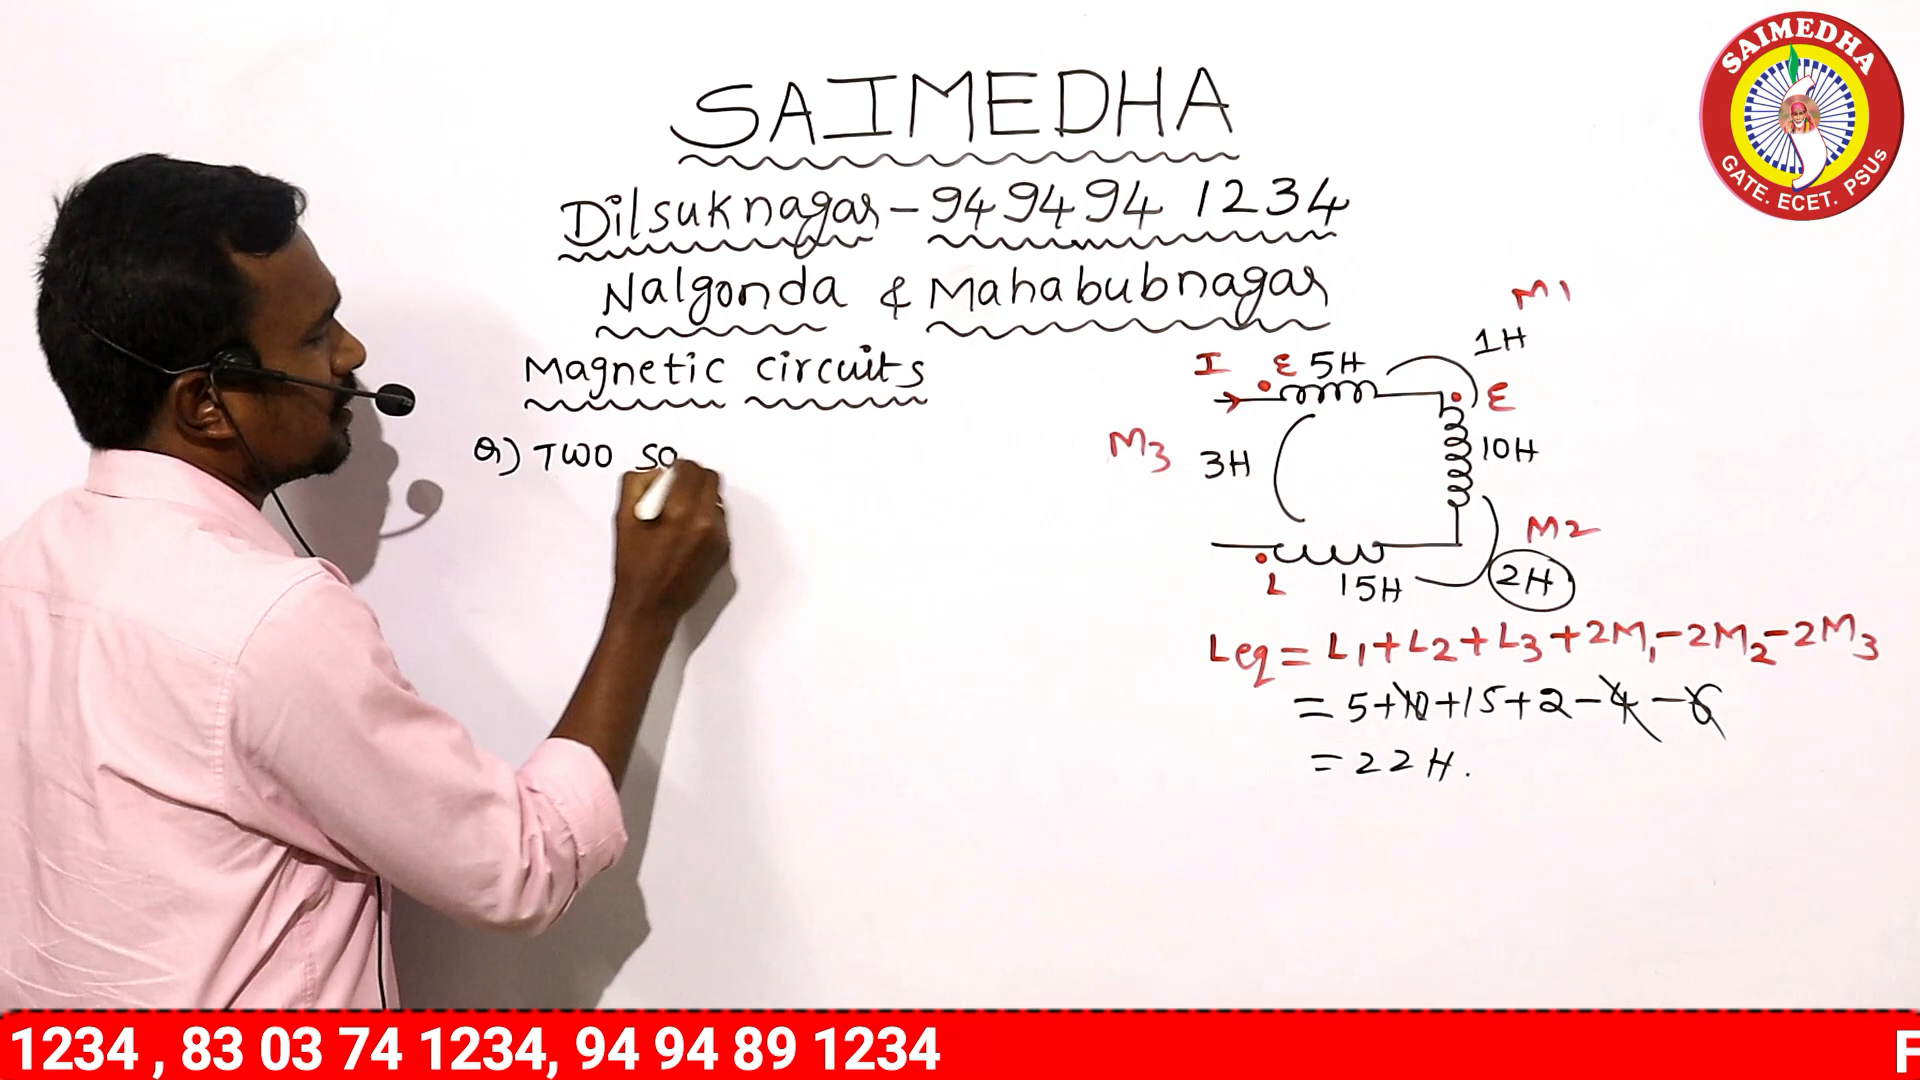 SAIMEDHA
Dilsuknagar - 949494 1234
Nalgonda & Mahabubnagar
Magnetic circuits
Q) TWO SO
M1
1H
I E 5H
E
M3 3H
10H
M2
L 15H 2H
Leq = L1+L2+L3+2M1-2M2-2M3
= 5+10+15+2-4-6
= 22H.
SAIMEDHA
GATE. ECET. PSUs
1234 , 83 03 74 1234, 94 94 89 1234
F